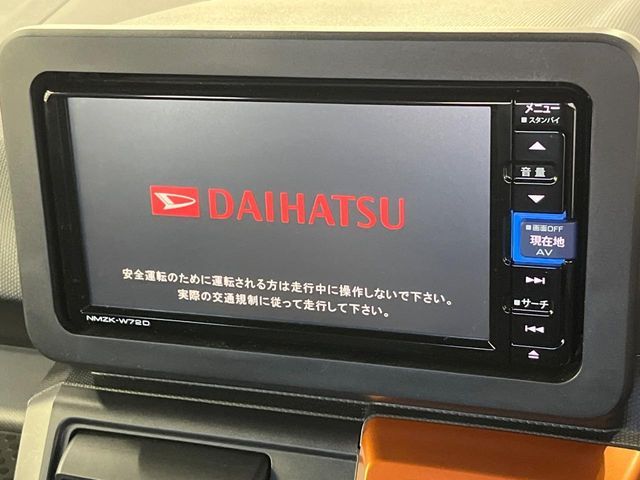 DAIHATSU
安全運転のために運転される方は走行中に操作しないで下さい。
実際の交通規制に従って走行して下さい。
NMZK-W72D
メニュー
スタンバイ
音量
画面OFF
現在地
AV
サーチ